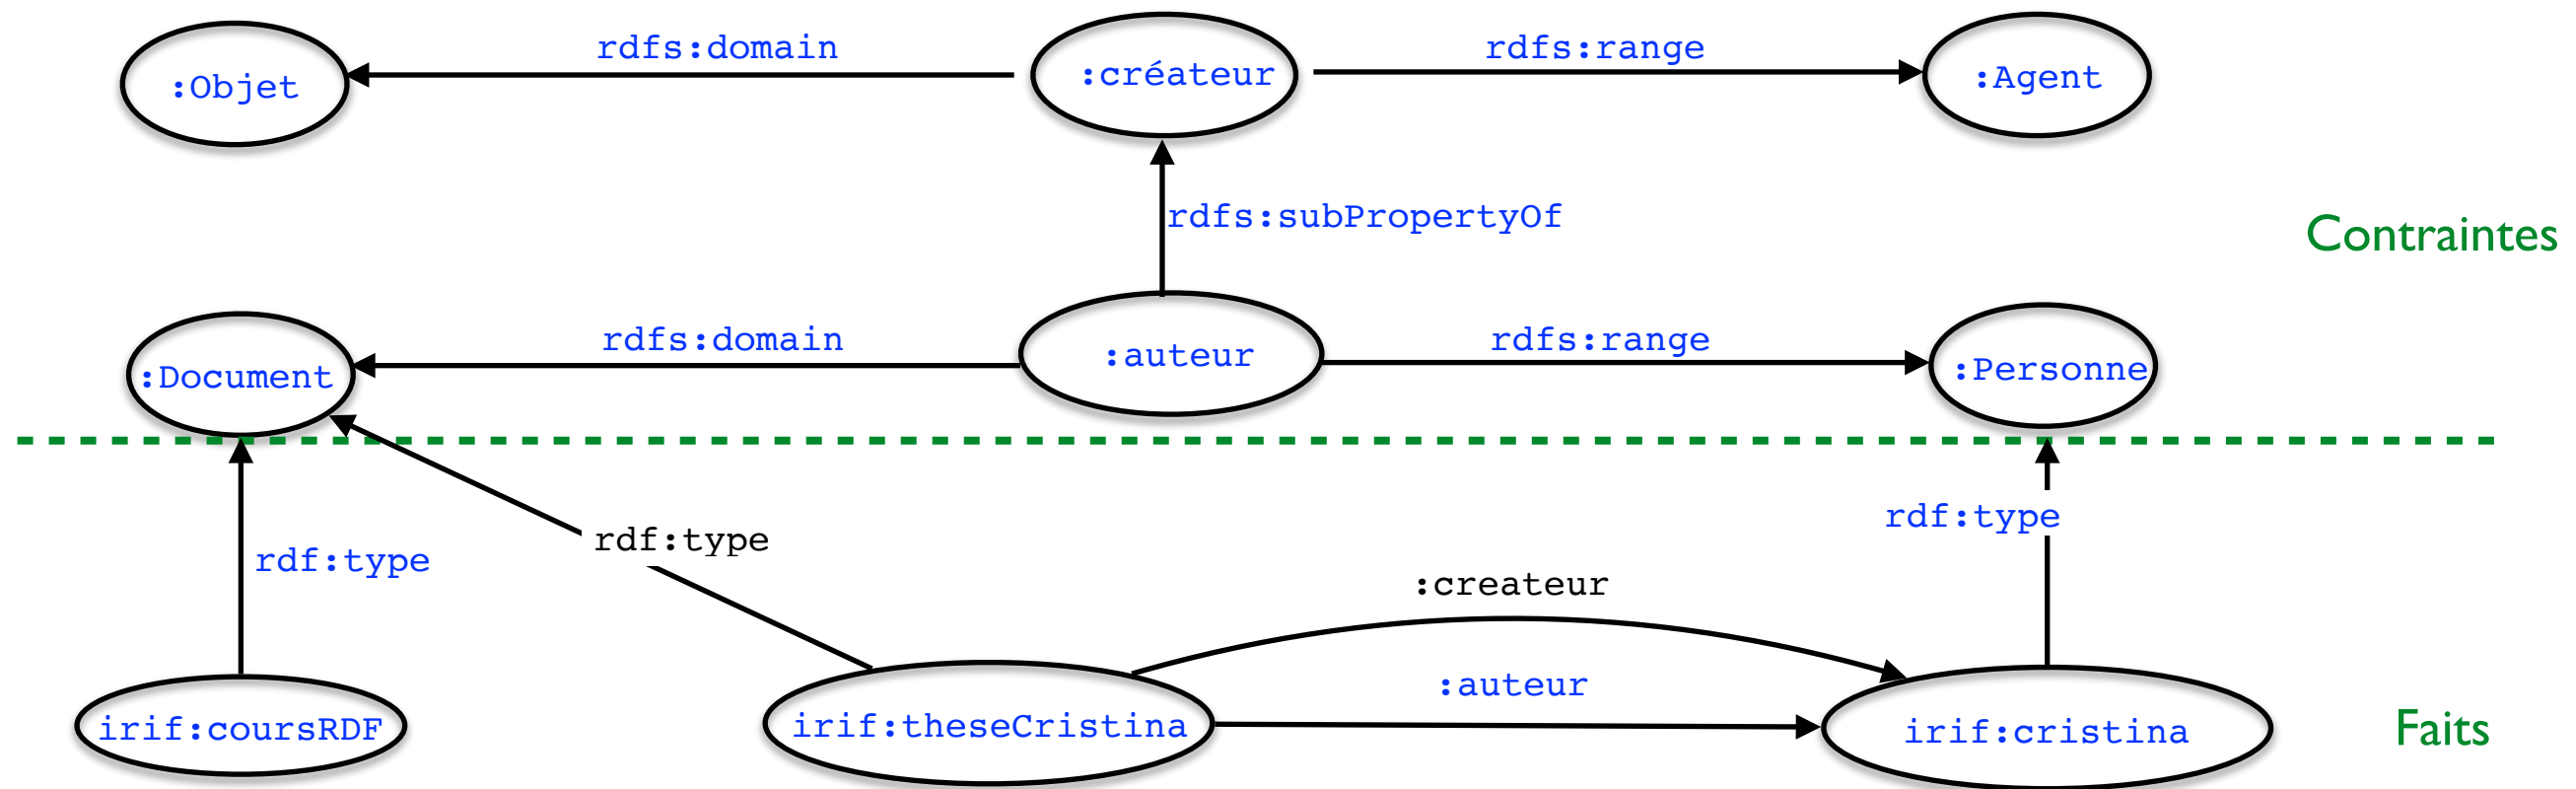 rdfs:domain
rdfs:range
:Objet
:créateur
:Agent
rdfs:subPropertyOf
Contraintes
rdfs:domain
rdfs:range
:Document
:auteur
:Personne
rdf:type
rdf:type
rdf:type
:createur
:auteur
irif:coursRDF
irif:theseCristina
irif:cristina
Faits